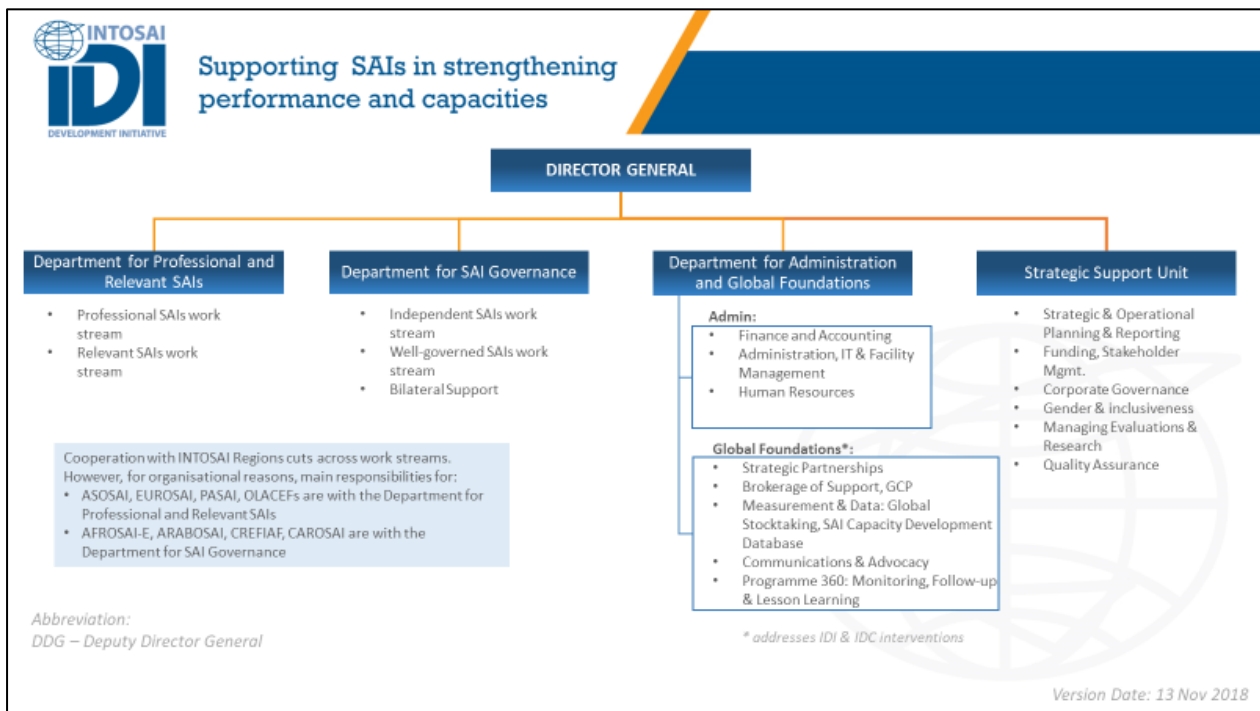 INTOSAI
IDI
DEVELOPMENT INITIATIVE
Supporting SAIs in strengthening
performance and capacities
DIRECTOR GENERAL
Department for Professional and
Relevant SAIs
• Professional SAIs work
stream
• Relevant SAIs work
stream
Department for SAI Governance
• Independent SAIs work
stream
• Well-governed SAIs work
stream
• Bilateral Support
Department for Administration
and Global Foundations
Admin:
• Finance and Accounting
• Administration, IT & Facility
Management
• Human Resources
Global Foundations*:
• Strategic Partnerships
• Brokerage of Support, GCP
• Measurement & Data: Global
Stocktaking, SAI Capacity Development
Database
• Communications & Advocacy
• Programme 360: Monitoring, Follow-up
& Lesson Learning
* addresses IDI & IDC interventions
Strategic Support Unit
• Strategic & Operational
Planning & Reporting
• Funding, Stakeholder
Mgmt.
• Corporate Governance
• Gender & inclusiveness
• Managing Evaluations &
Research
• Quality Assurance
Cooperation with INTOSAI Regions cuts across work streams.
However, for organisational reasons, main responsibilities for:
• ASOSAI, EUROSAI, PASAI, OLACEFs are with the Department for
Professional and Relevant SAIs
• AFROSAI-E, ARABOSAI, CREFIAF, CAROSAI are with the
Department for SAI Governance
Abbreviation:
DDG – Deputy Director General
Version Date: 13 Nov 2018